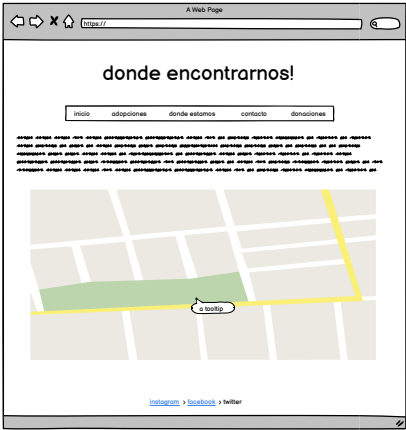 A Web Page
https://
donde encontrarnos!
inicio adopciones donde estamos contacto donaciones
a tooltip
instagram > facebook > twitter